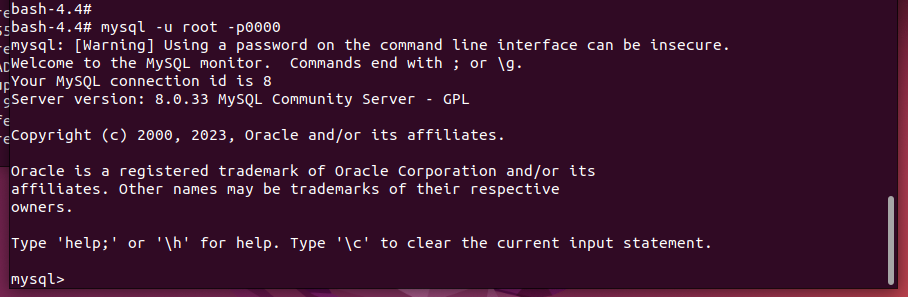 bash-4.4#
bash-4.4# mysql -u root -p0000
mysql: [Warning] Using a password on the command line interface can be insecure.
Welcome to the MySQL monitor.  Commands end with ; or \g.
Your MySQL connection id is 8
Server version: 8.0.33 MySQL Community Server - GPL

Copyright (c) 2000, 2023, Oracle and/or its affiliates.

Oracle is a registered trademark of Oracle Corporation and/or its
affiliates. Other names may be trademarks of their respective
owners.

Type 'help;' or '\h' for help. Type '\c' to clear the current input statement.

mysql>